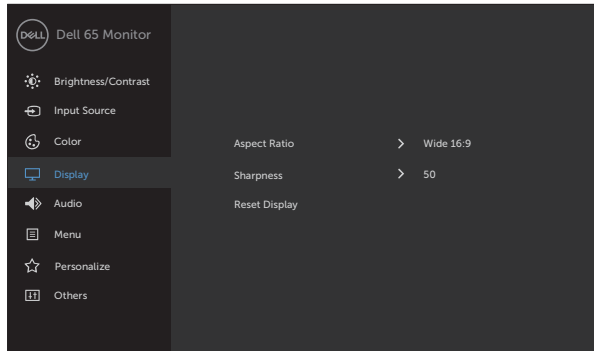 DELL Dell 65 Monitor
Brightness/Contrast
Input Source
Color
Aspect Ratio Wide 16:9
Display
Sharpness 50
Audio
Reset Display
Menu
Personalize
Others